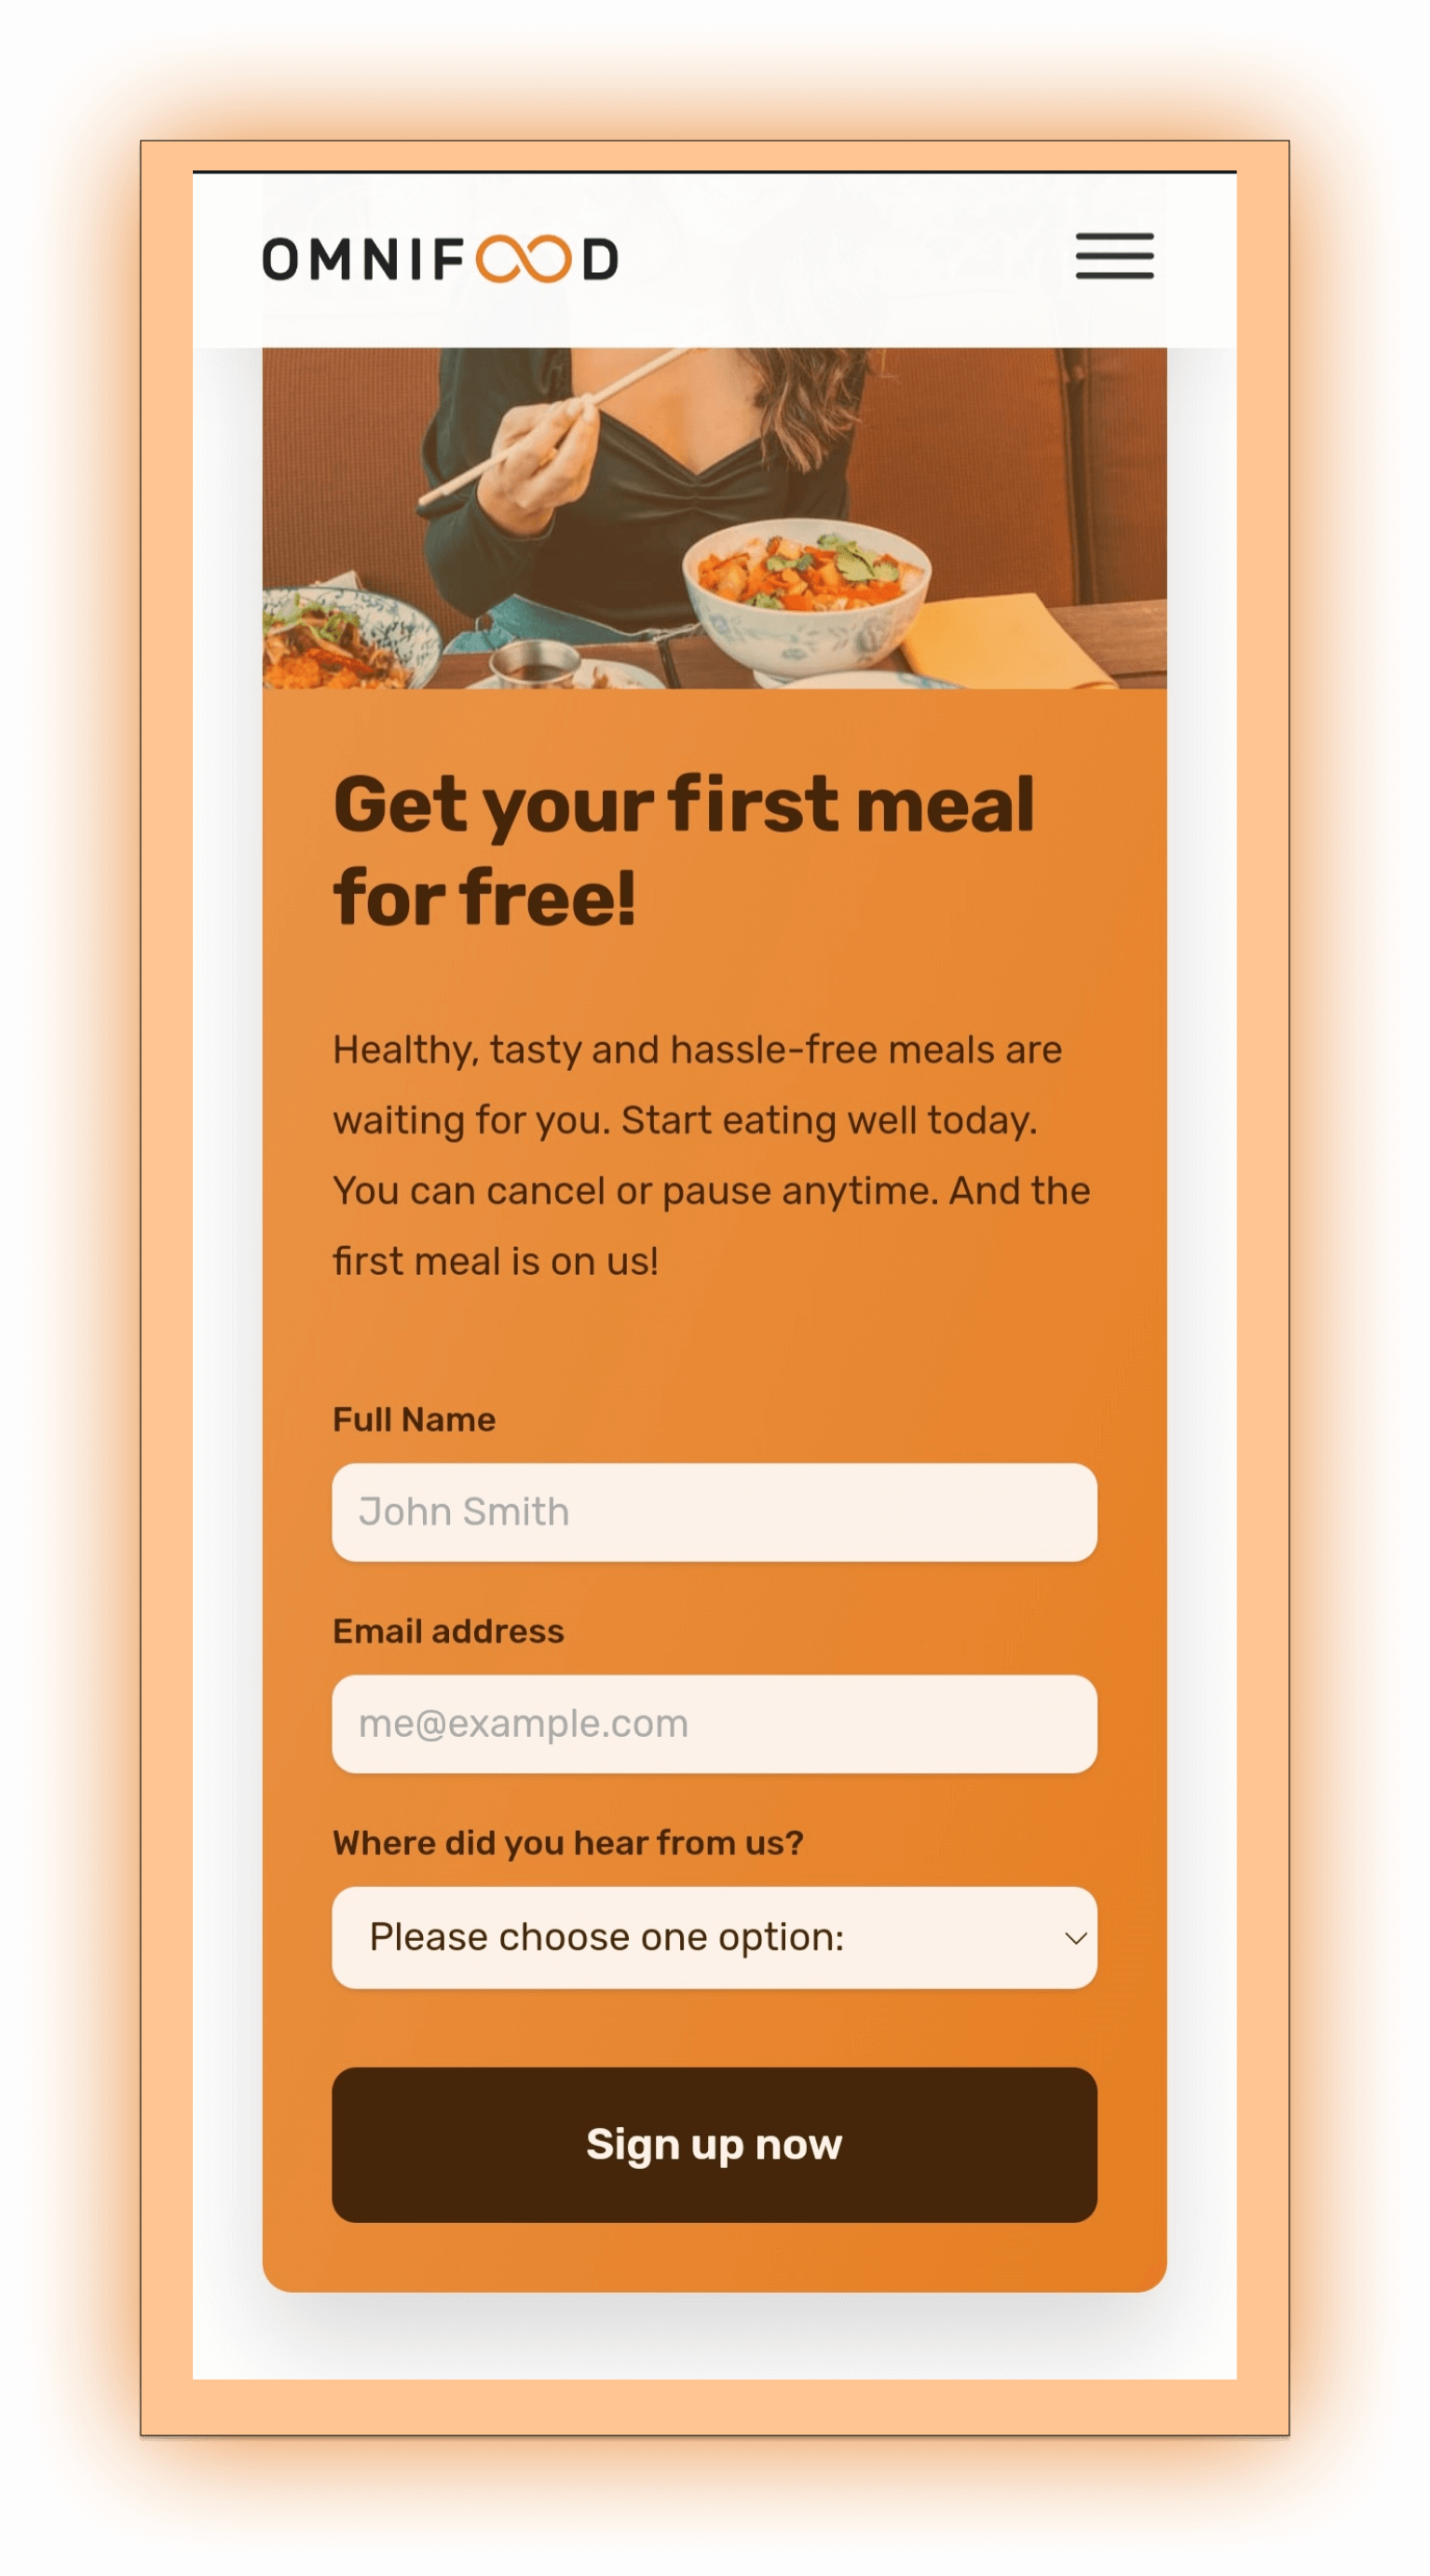 OMNIFOOD
Get your first meal
for free!
Healthy, tasty and hassle-free meals are
waiting for you. Start eating well today.
You can cancel or pause anytime. And the
first meal is on us!
Full Name
John Smith
Email address
me@example.com
Where did you hear from us?
Please choose one option:
Sign up now